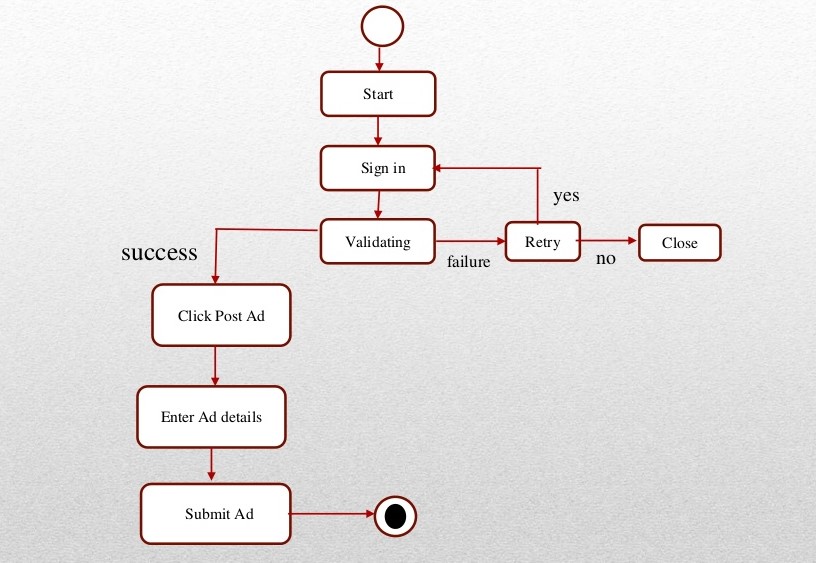 Start
Sign in
yes
Validating
failure
Retry
no
Close
success
Click Post Ad
Enter Ad details
Submit Ad